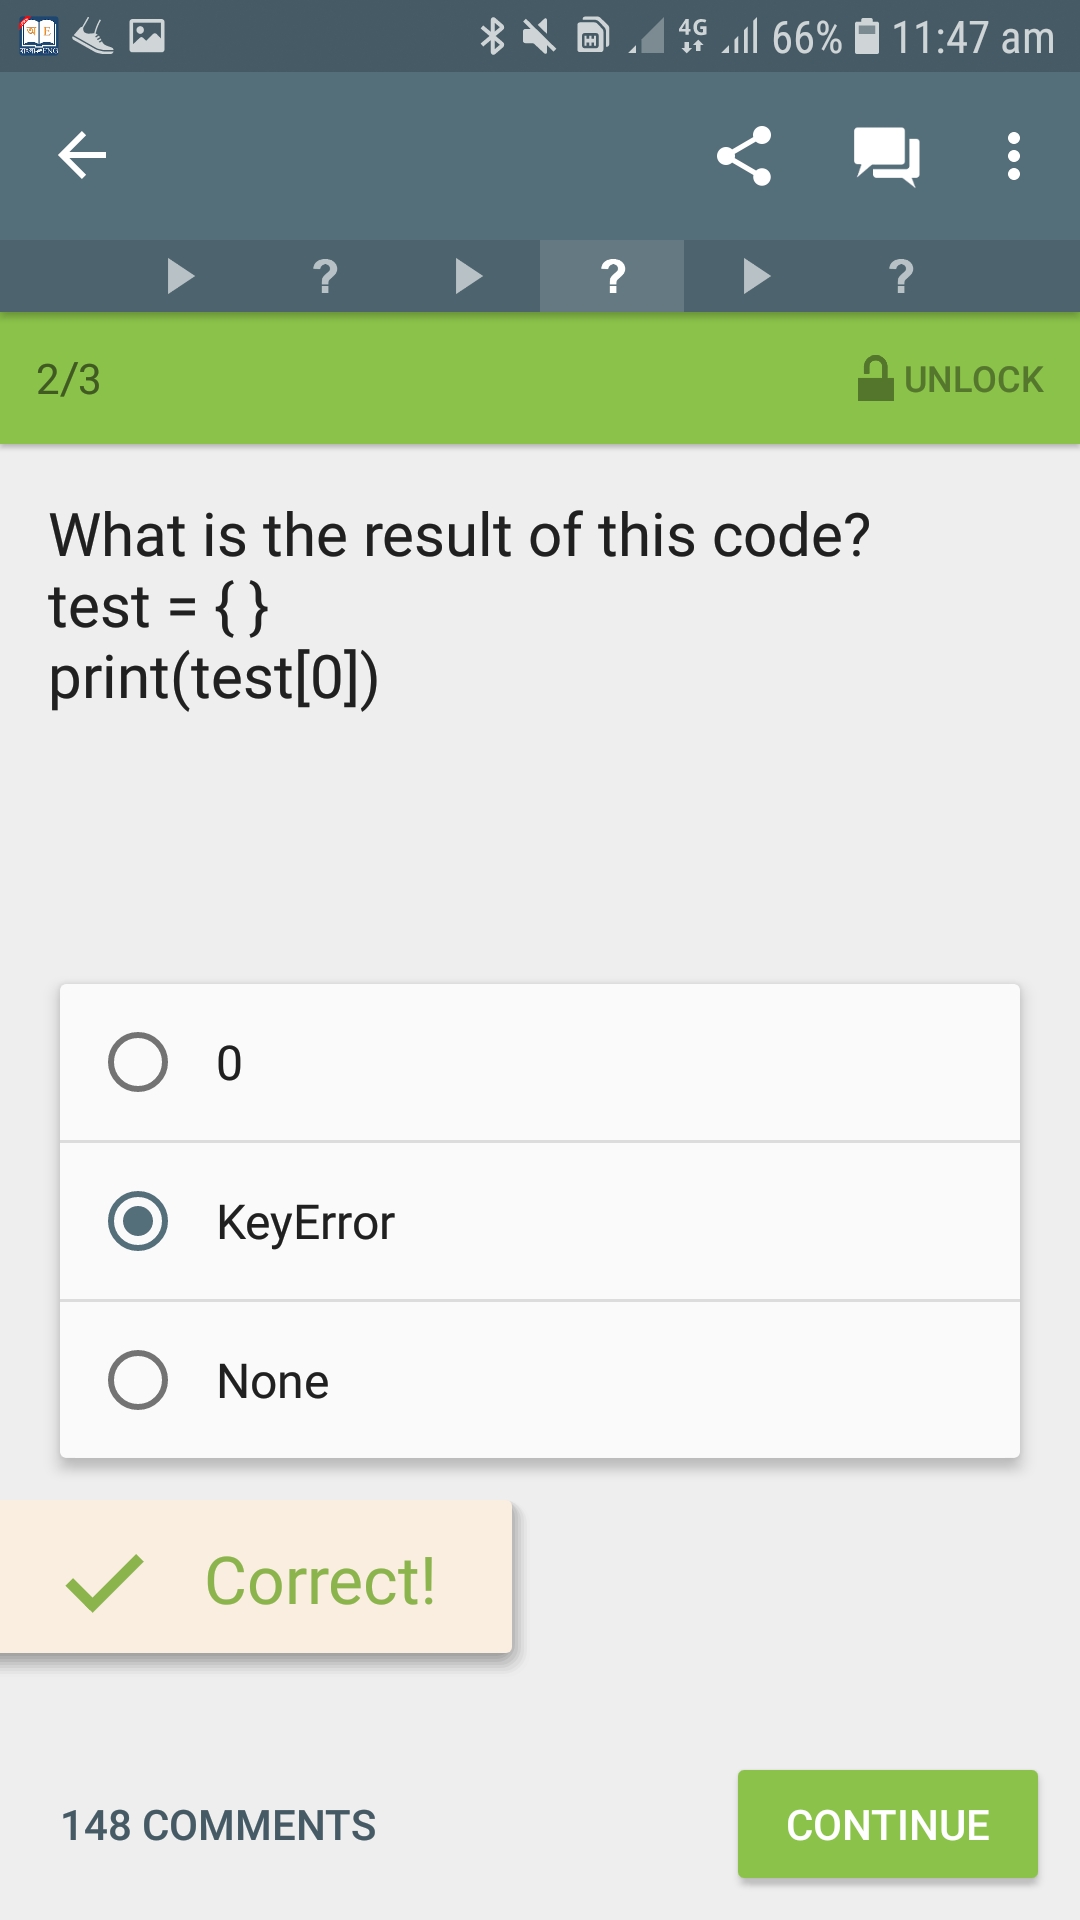 4G 66% 11:47 am
? ? ?
2/3 UNLOCK
What is the result of this code?
test = { }
print(test[0])
0
KeyError
None
Correct!
148 COMMENTS CONTINUE